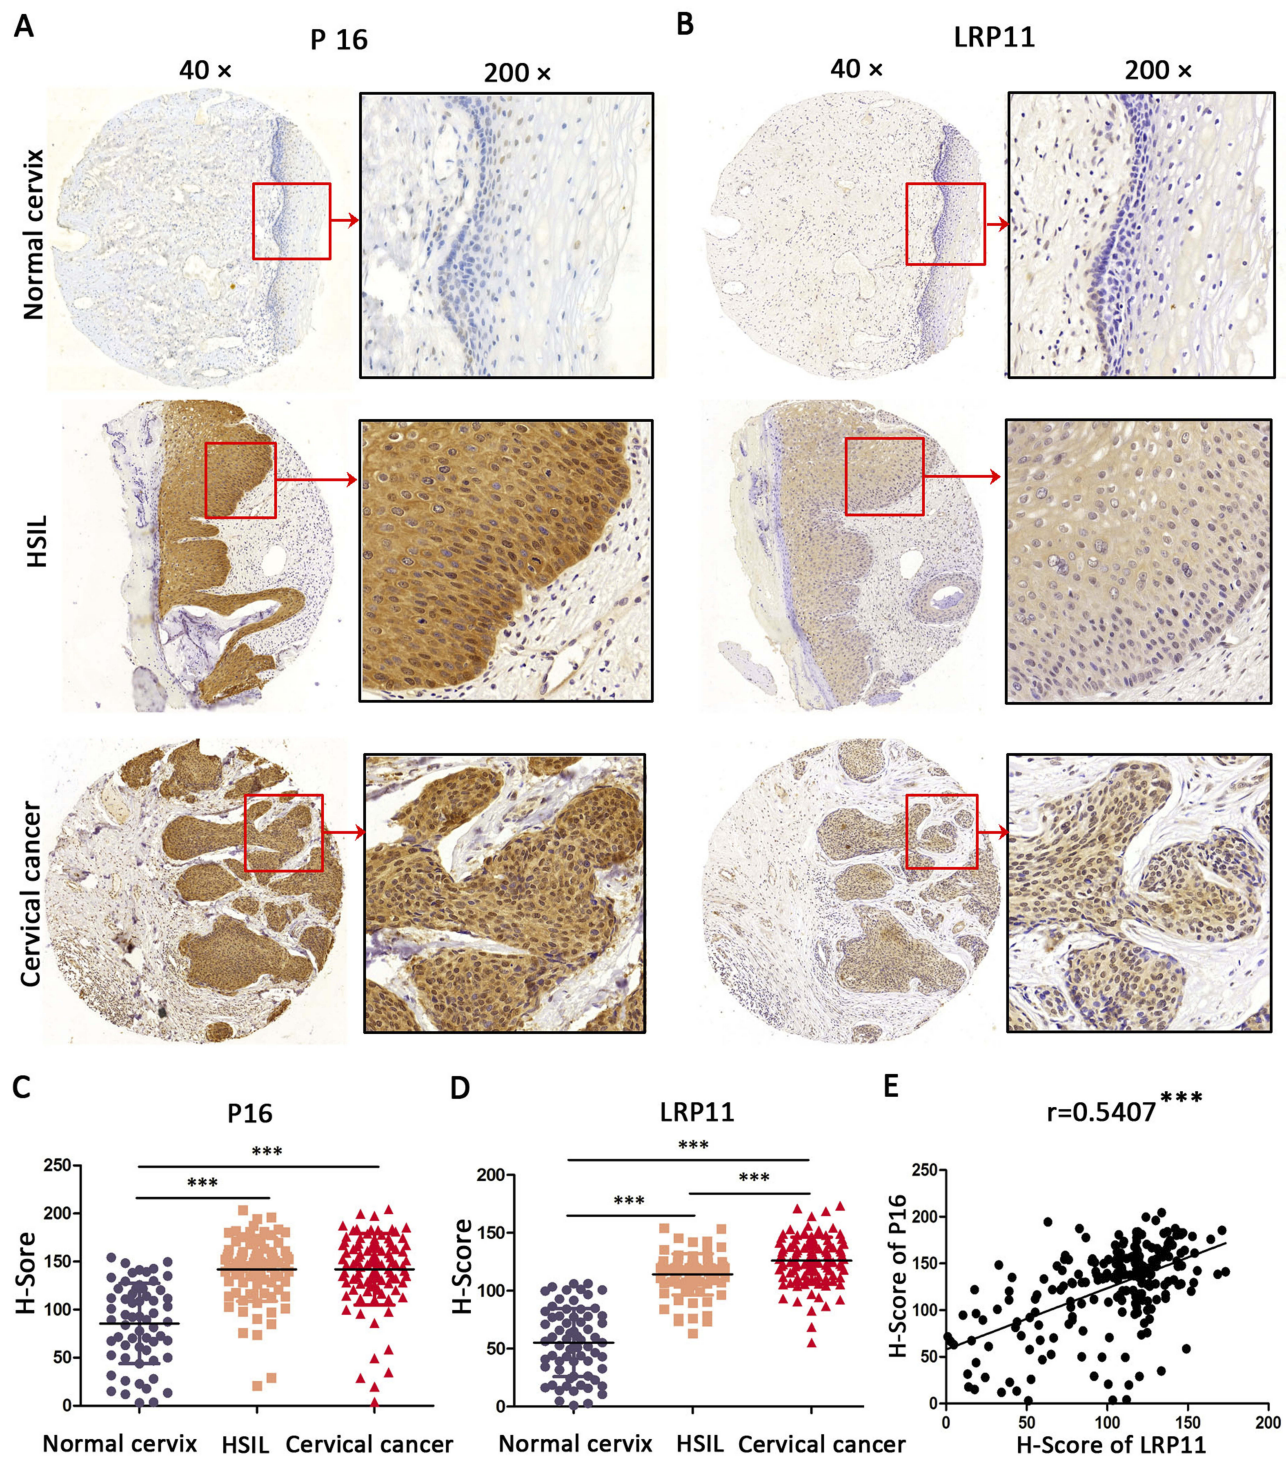 A
P 16
40 ×
200 ×
B
LRP11
40 ×
200 ×
Normal cervix
HSIL
Cervical cancer
C
P16
***
***
H-Sore
250
200
150
100
50
0
Normal cervix
HSIL
Cervical cancer
D
LRP11
***
***
***
H-Score
200
150
100
50
0
Normal cervix
HSIL
Cervical cancer
E
r=0.5407***
H-Score of P16
250
200
150
100
50
0
0
50
100
150
200
H-Score of LRP11